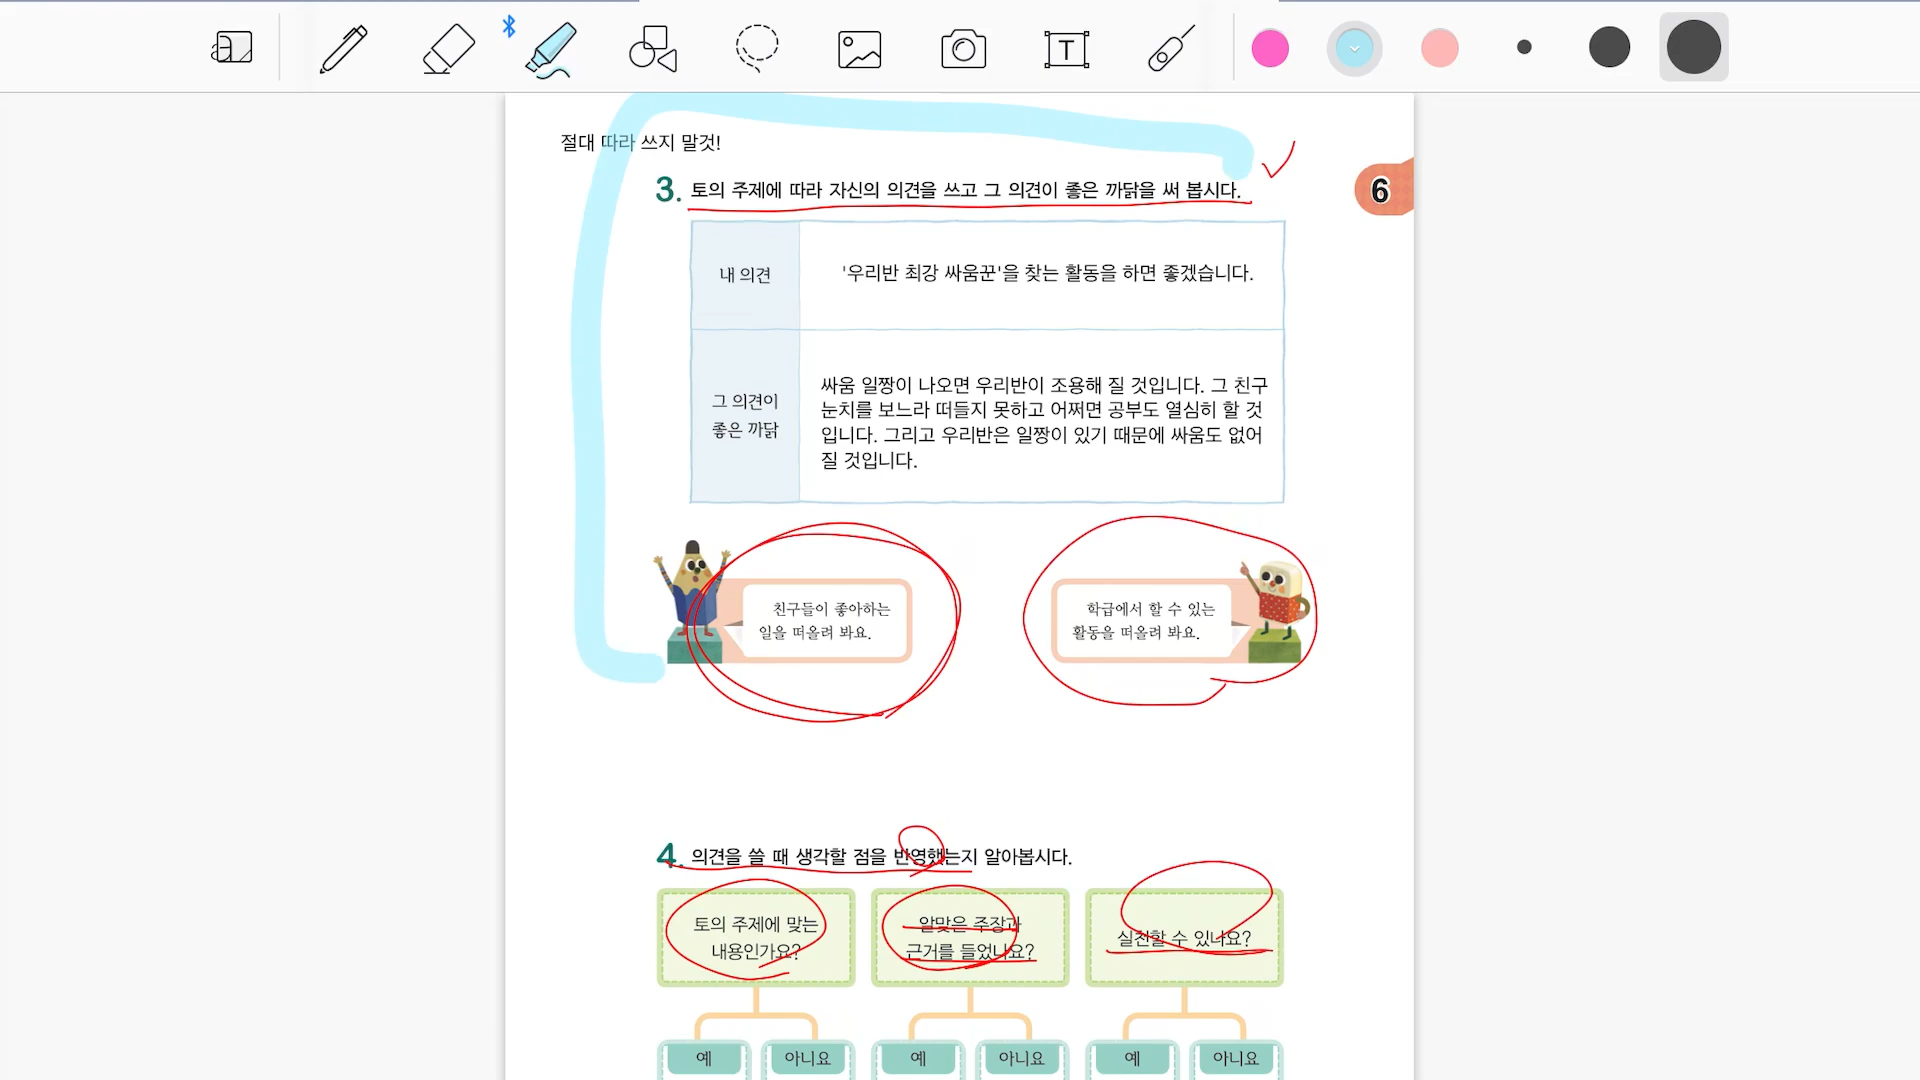 절대 따라 쓰지 말것!
3. 토의 주제에 따라 자신의 의견을 쓰고 그 의견이 좋은 까닭을 써 봅시다.
6
내 의견
'우리반 최강 싸움꾼'을 찾는 활동을 하면 좋겠습니다.
그 의견이
좋은 까닭
싸움 일짱이 나오면 우리반이 조용해 질 것입니다. 그 친구
눈치를 보느라 떠들지 못하고 어쩌면 공부도 열심히 할 것
입니다. 그리고 우리반은 일짱이 있기 때문에 싸움도 없어
질 것입니다.
친구들이 좋아하는
일을 떠올려 봐요.
학급에서 할 수 있는
활동을 떠올려 봐요.
4. 의견을 쓸 때 생각할 점을 반영했는지 알아봅시다.
토의 주제에 맞는
내용인가요?
알맞은 주장과
근거를 들었나요?
실천할 수 있나요?
예
아니요
예
아니요
예
아니요